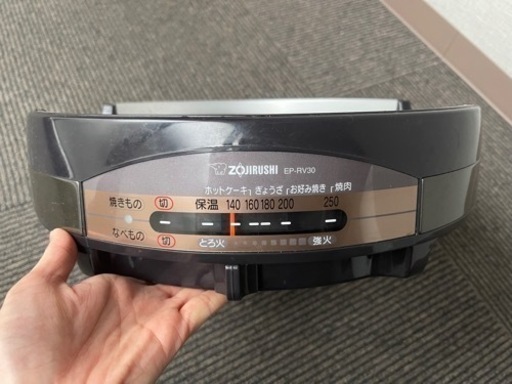 ZOJIRUSHI EP-RV30
ホットケーキ ぎょうざ お好み焼き 焼肉
焼きもの 切 保温 140 160 180 200 250
なべもの 切 とろ火 強火